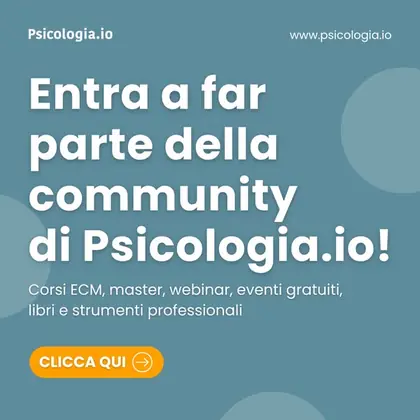 Psicologia.io
www.psicologia.io
Entra a far
parte della
community
di Psicologia.io!
Corsi ECM, master, webinar, eventi gratuiti,
libri e strumenti professionali
CLICCA QUI